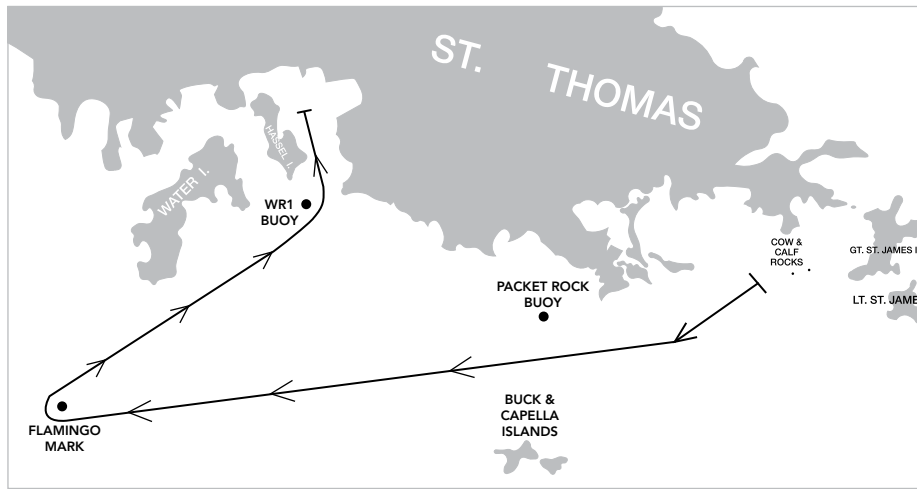 ST.
THOMAS
HASSEL I.
WATER I.
WR1
BUOY
COW &
CALF
ROCKS
GT. ST. JAMES I
PACKET ROCK
BUOY
LT. ST. JAME
BUCK &
CAPELLA
ISLANDS
FLAMINGO
MARK